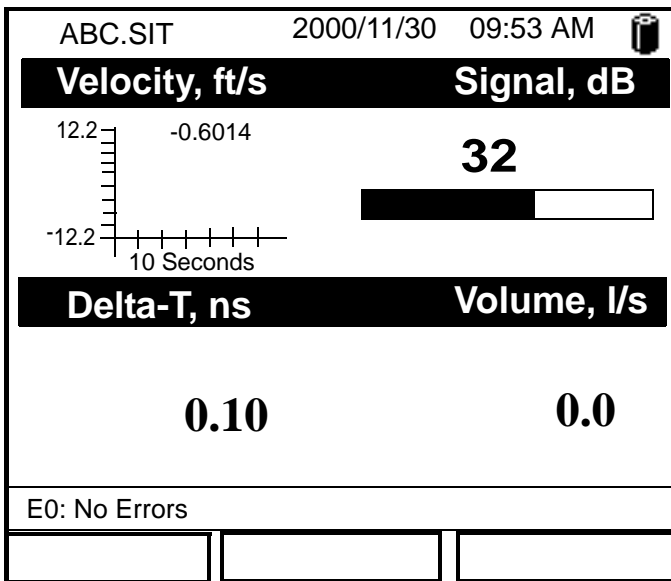 ABC.SIT 2000/11/30 09:53 AM
Velocity, ft/s Signal, dB
12.2 -0.6014
32
-12.2
10 Seconds
Delta-T, ns Volume, l/s
0.10 0.0
E0: No Errors